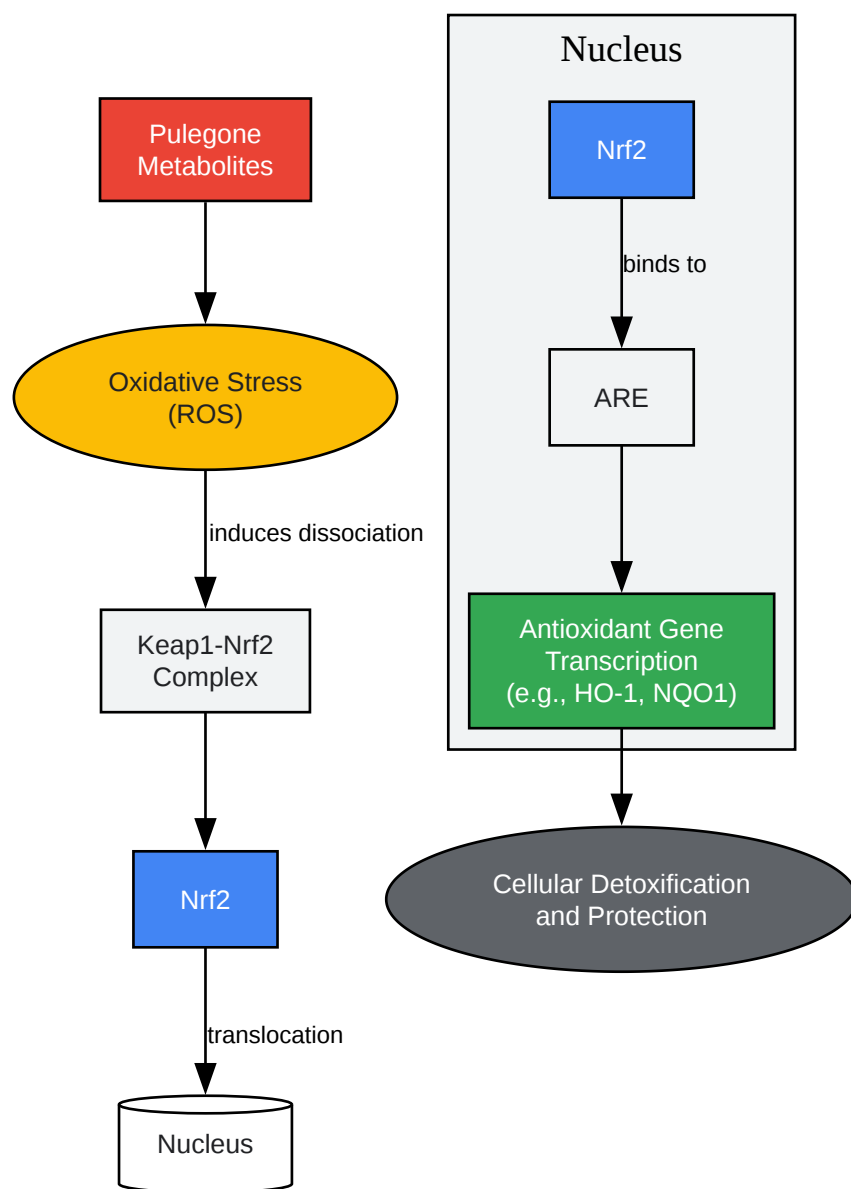 Pulegone
Metabolites
Oxidative Stress
(ROS)
induces dissociation
Keap1-Nrf2
Complex
Nrf2
translocation
Nucleus
Nucleus
Nrf2
binds to
ARE
Antioxidant Gene
Transcription
(e.g., HO-1, NQO1)
Cellular Detoxification
and Protection